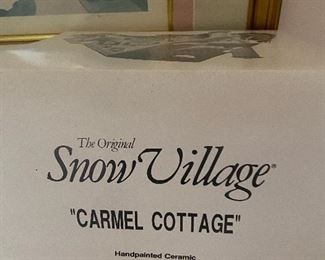 The Original
Snow Village®
"CARMEL COTTAGE"
Handpainted Ceramic